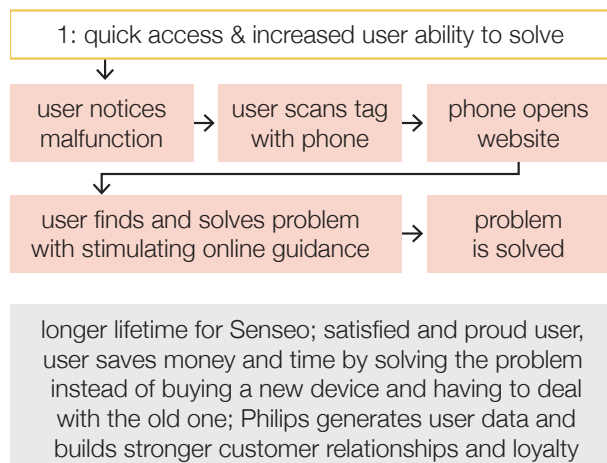 1: quick access & increased user ability to solve
user notices
malfunction
user scans tag
with phone
phone opens
website
user finds and solves problem
with stimulating online guidance
problem
is solved
longer lifetime for Senseo; satisfied and proud user,
user saves money and time by solving the problem
instead of buying a new device and having to deal
with the old one; Philips generates user data and
builds stronger customer relationships and loyalty